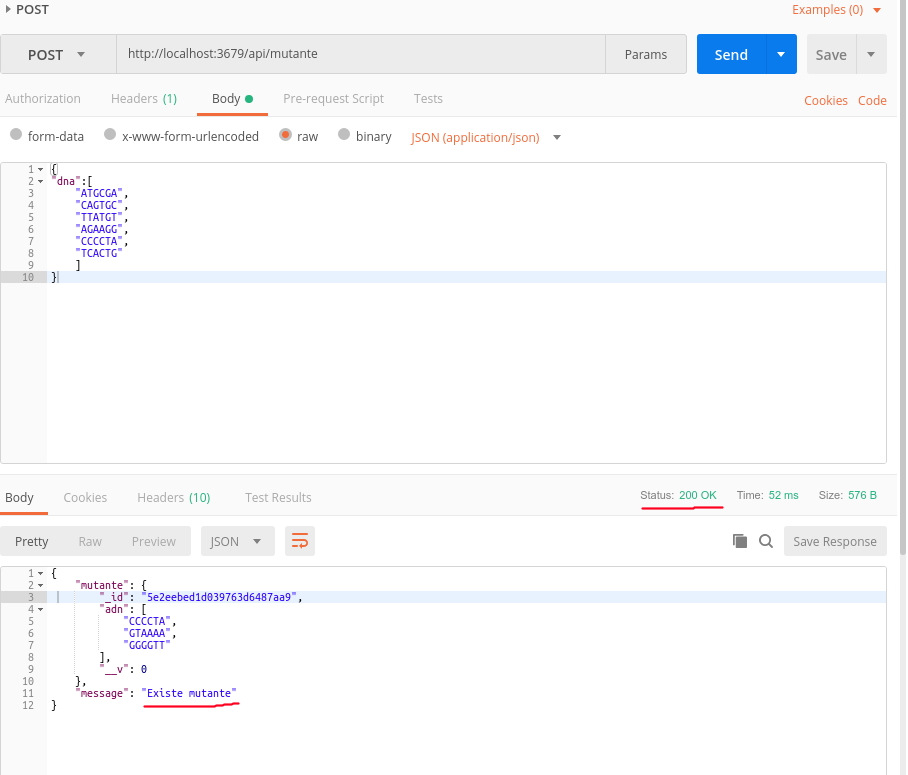 POST
Examples (0)
POST
http://localhost:3679/api/mutante
Params
Send
Save
Authorization
Headers (1)
Body
Pre-request Script
Tests
Cookies
Code
form-data
x-www-form-urlencoded
raw
binary
JSON (application/json)
1 {
2 "dna":[
3 "ATGCGA",
4 "CAGTGC",
5 "TTATGT",
6 "AGAAGG",
7 "CCCCTA",
8 "TCACTG"
9 ]
10 }
Body
Cookies
Headers (10)
Test Results
Status: 200 OK
Time: 52 ms
Size: 576 B
Pretty
Raw
Preview
JSON
Save Response
1 {
2 "mutante": {
3 "_id": "5e2eebed1d039763d6487aa9",
4 "adn": [
5 "CCCCTA",
6 "GTAAAA",
7 "GGGGTT"
8 ],
9 "__v": 0
10 },
11 "message": "Existe mutante"
12 }